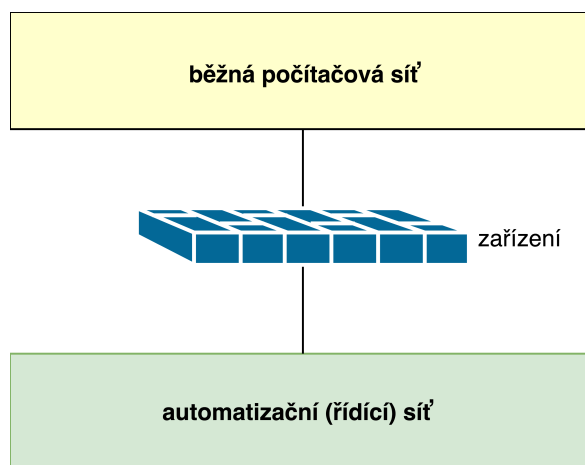 běžná počítačová síť
zařízení
automatizační (řídící) síť